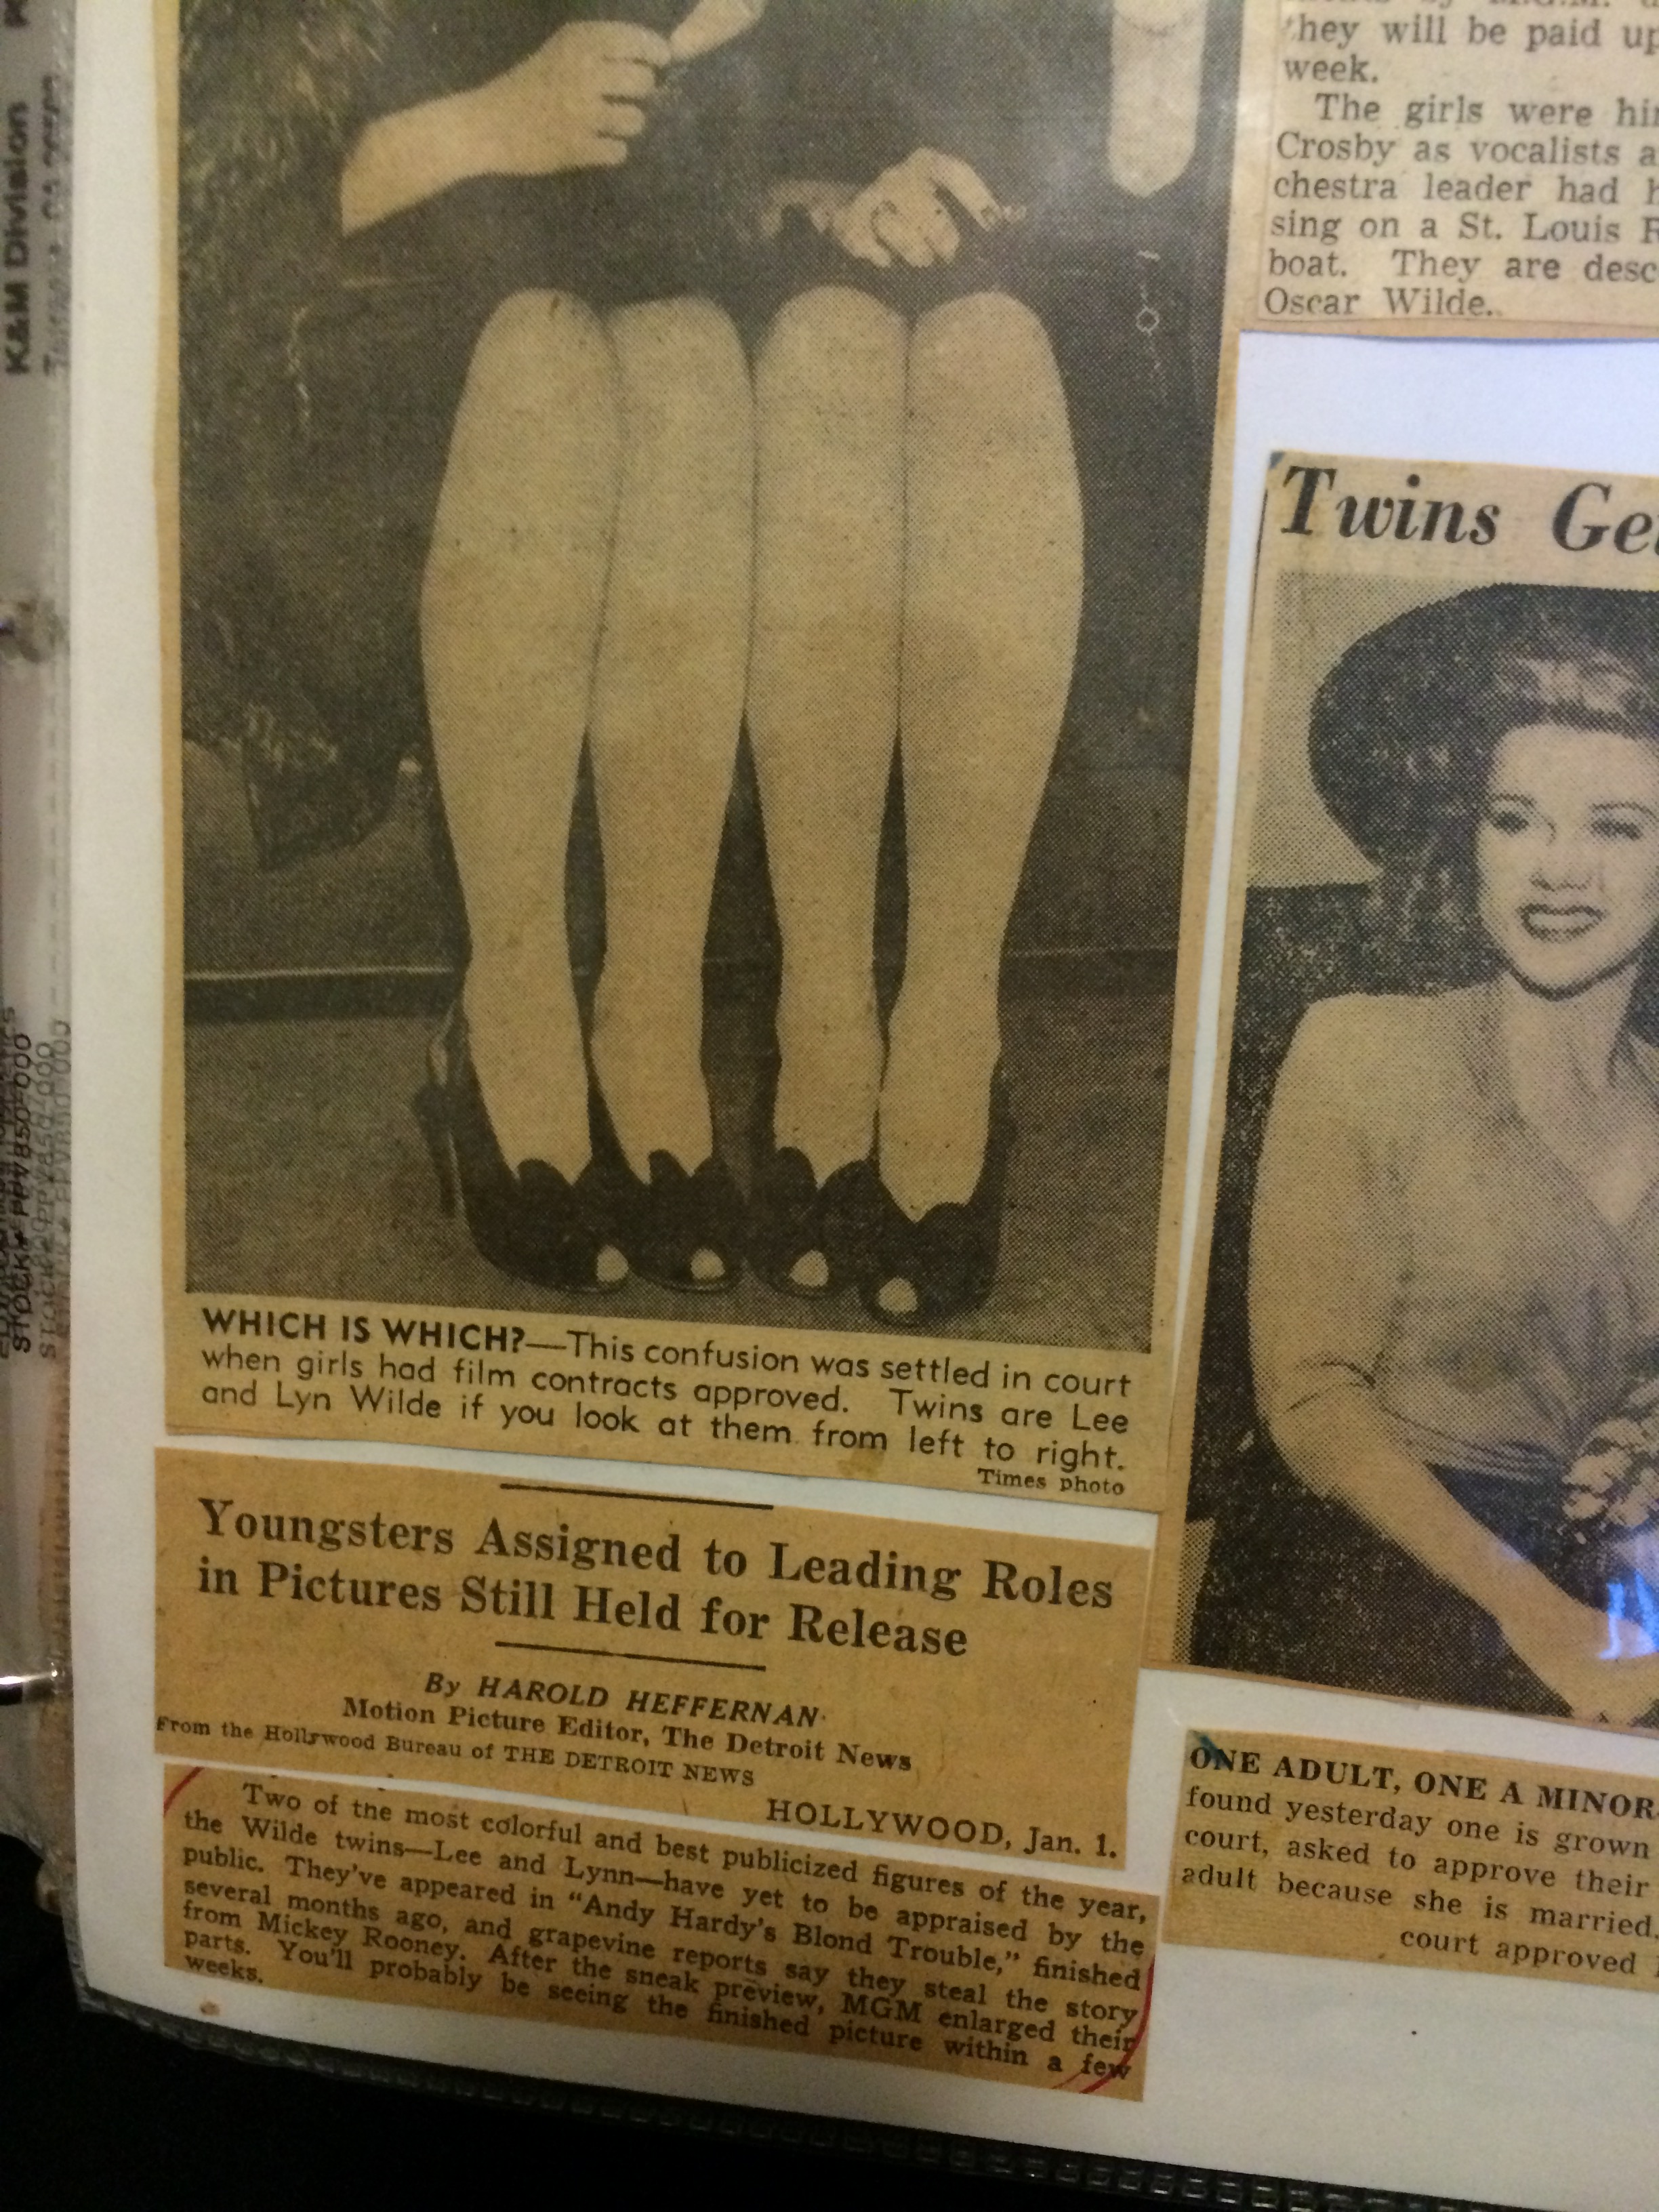 K&M Division
STOCK# PPV850-000
WHICH IS WHICH?—This confusion was settled in court
when girls had film contracts approved. Twins are Lee
and Lyn Wilde if you look at them from left to right.
Times photo
Youngsters Assigned to Leading Roles
in Pictures Still Held for Release
By HAROLD HEFFERNAN
Motion Picture Editor, The Detroit News
From the Hollywood Bureau of THE DETROIT NEWS
HOLLYWOOD, Jan. 1.
Two of the most colorful and best publicized figures of the year,
the Wilde twins—Lee and Lynn—have yet to be appraised by the
public. They've appeared in "Andy Hardy's Blond Trouble," finished
several months ago, and grapevine reports say they steal the story
from Mickey Rooney. After the sneak preview, MGM enlarged their
parts. You'll probably be seeing the finished picture within a few
weeks.
by M.G.M.
they will be paid up
week.
The girls were
Crosby as vocalists
chestra leader had
sing on a St. Louis
boat. They are
Oscar Wilde.
Twins
ONE ADULT, ONE A MINOR
found yesterday one is grown
court, asked to approve their
adult because she is married.
court approved